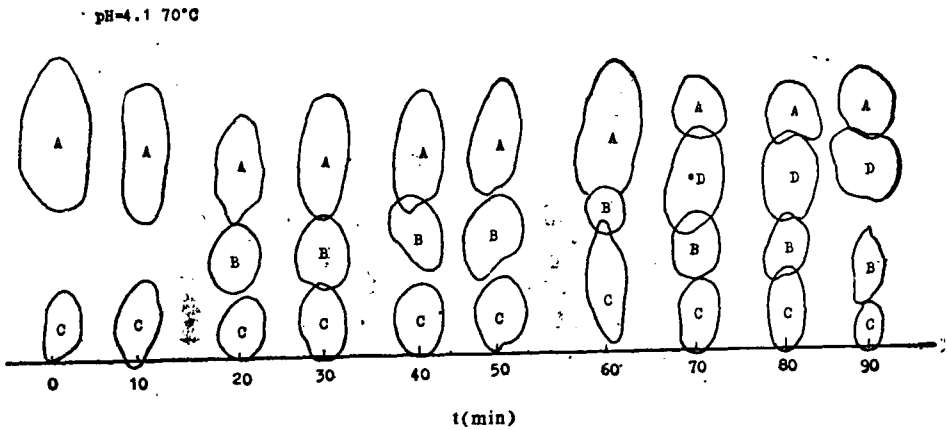 pH=4.1 70°C
A A A A A A A A A A
D D D
B B B B B B B B
C C C C C C C C C C
0 10 20 30 40 50 60 70 80 90
t(min)